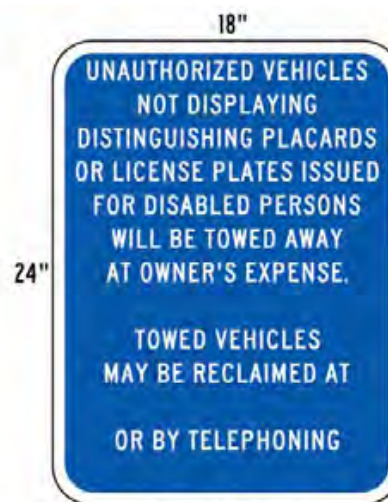 18"
UNAUTHORIZED VEHICLES
NOT DISPLAYING
DISTINGUISHING PLACARDS
OR LICENSE PLATES ISSUED
FOR DISABLED PERSONS
WILL BE TOWED AWAY
24"
AT OWNER'S EXPENSE.
TOWED VEHICLES
MAY BE RECLAIMED AT
OR BY TELEPHONING